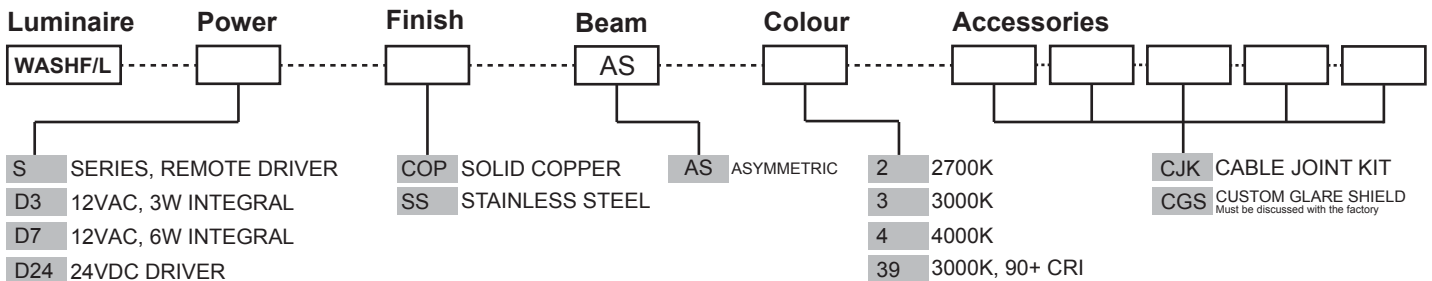 Luminaire Power Finish Beam Colour Accessories
WASHF/L AS
S SERIES, REMOTE DRIVER
D3 12VAC, 3W INTEGRAL
D7 12VAC, 6W INTEGRAL
D24 24VDC DRIVER
COP SOLID COPPER
SS STAINLESS STEEL
AS ASYMMETRIC
2 2700K
3 3000K
4 4000K
39 3000K, 90+ CRI
CJK CABLE JOINT KIT
CGS CUSTOM GLARE SHIELD
Must be discussed with the factory